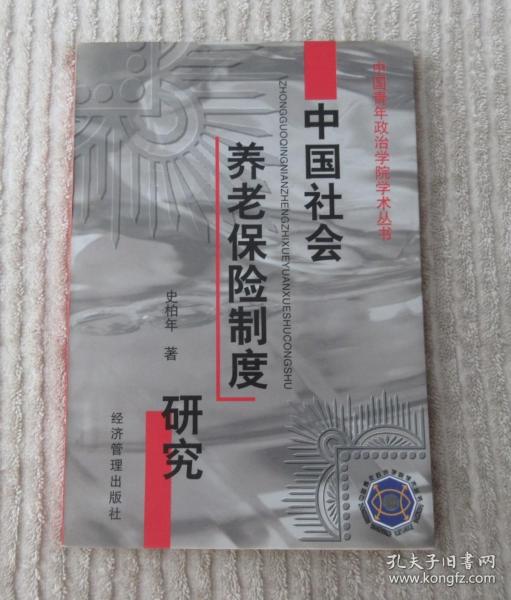 中国青年政治学院学术丛书
ZHONGGUOQINGNIANZHENGZHIXUEYUANXUESHUCONGSHU
中国社会
养老保险制度
研究
史柏年 著
经济管理出版社
孔夫子旧书网
www.kongfz.com